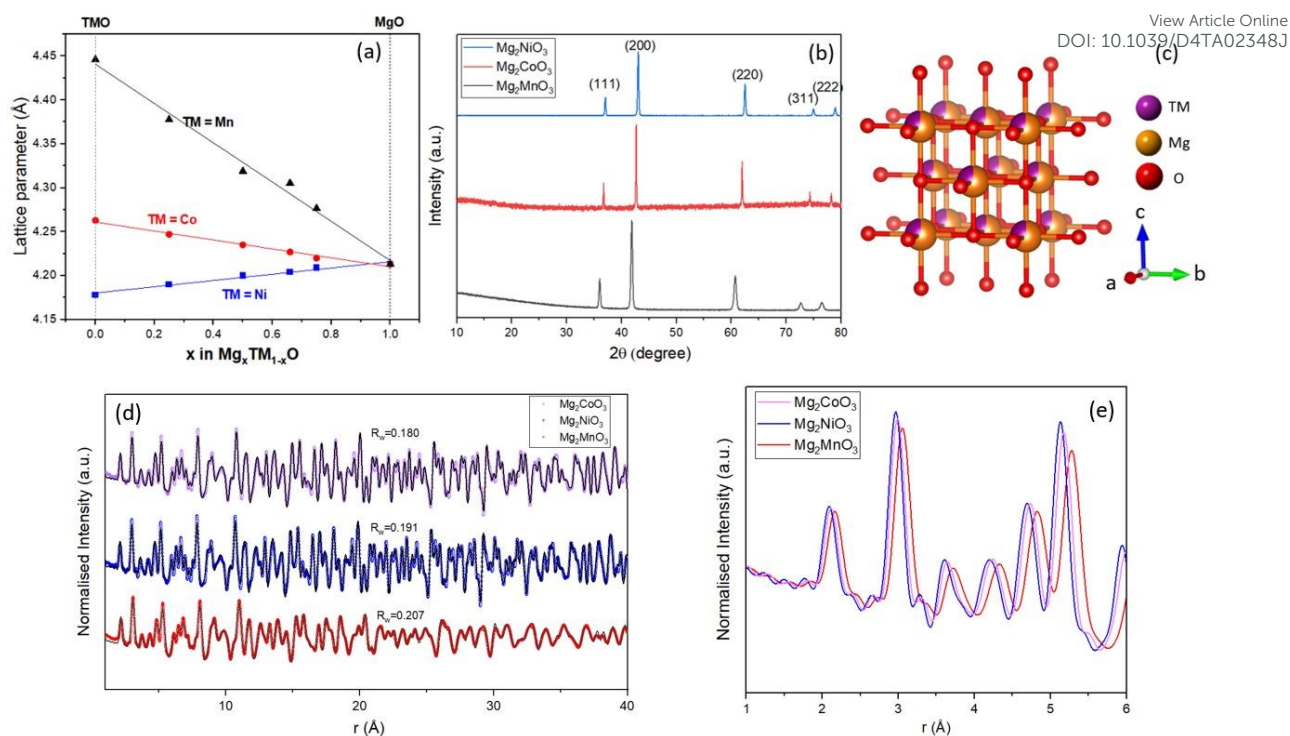 View Article Online
DOI: 10.1039/D4TA02348J
TMO
MgO
(a)
4.45
4.40
4.35
4.30
4.25
4.20
4.15
Lattice parameter (Å)
TM = Mn
TM = Co
TM = Ni
0.0 0.2 0.4 0.6 0.8 1.0
x in MgₓTM₁₋ₓO
(b)
Mg₂NiO₃
Mg₂CoO₃
Mg₂MnO₃
(111)
(200)
(220)
(311)
(222)
Intensity (a.u.)
10 20 30 40 50 60 70 80
2θ (degree)
(c)
TM
Mg
O
c
a
b
(d)
Mg₂CoO₃
Mg₂NiO₃
Mg₂MnO₃
R_w=0.180
R_w=0.191
R_w=0.207
Normalised Intensity (a.u.)
10 20 30 40
r (Å)
(e)
Mg₂CoO₃
Mg₂NiO₃
Mg₂MnO₃
Normalised Intensity (a.u.)
1 2 3 4 5 6
r (Å)